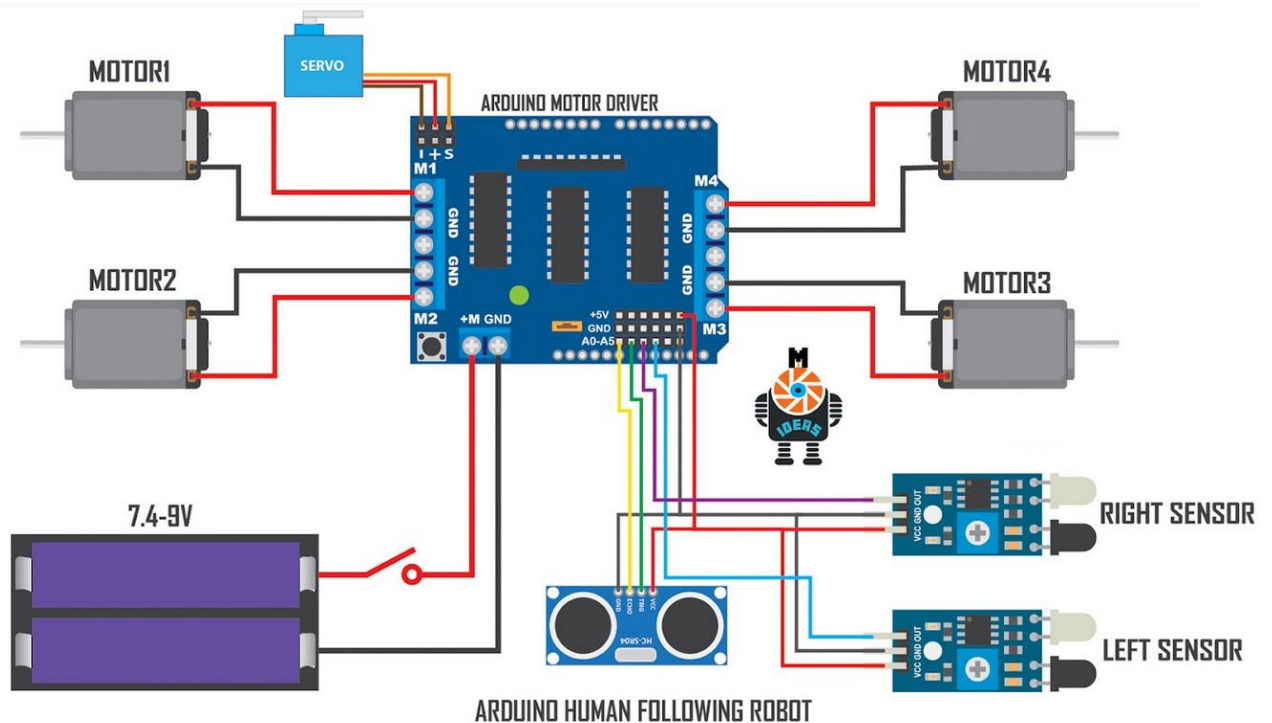 SERVO
MOTOR1
MOTOR4
ARDUINO MOTOR DRIVER
I + S
M1
GND
GND
M2
M4
GND
GND
M3
MOTOR2
MOTOR3
+M GND
+5V
GND
A0-A5
M
IDEAS
7.4-9V
VCC GND OUT
RIGHT SENSOR
GND
ECHO
TRIG
VCC
HC-SR04
VCC GND OUT
LEFT SENSOR
ARDUINO HUMAN FOLLOWING ROBOT